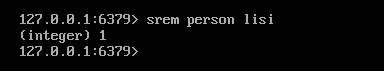 127.0.0.1:6379> srem person lisi
(integer) 1
127.0.0.1:6379>